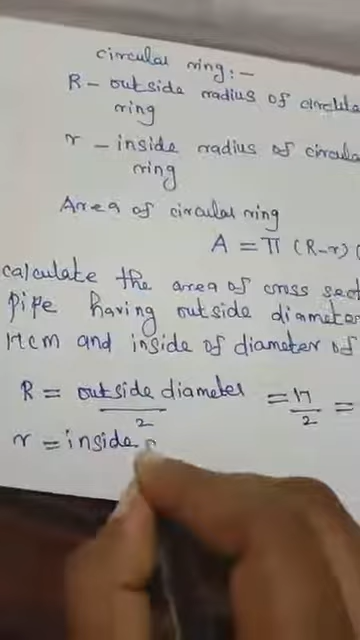 circular ring:-
R - outside radius of circular
ring
r - inside radius of circular
ring
Area of circular ring
A = π (R-r)(
calculate the area of cross sect
pipe having outside diameter
17cm and inside of diameter of
R = outside diameter / 2 = 17/2 =
r = inside